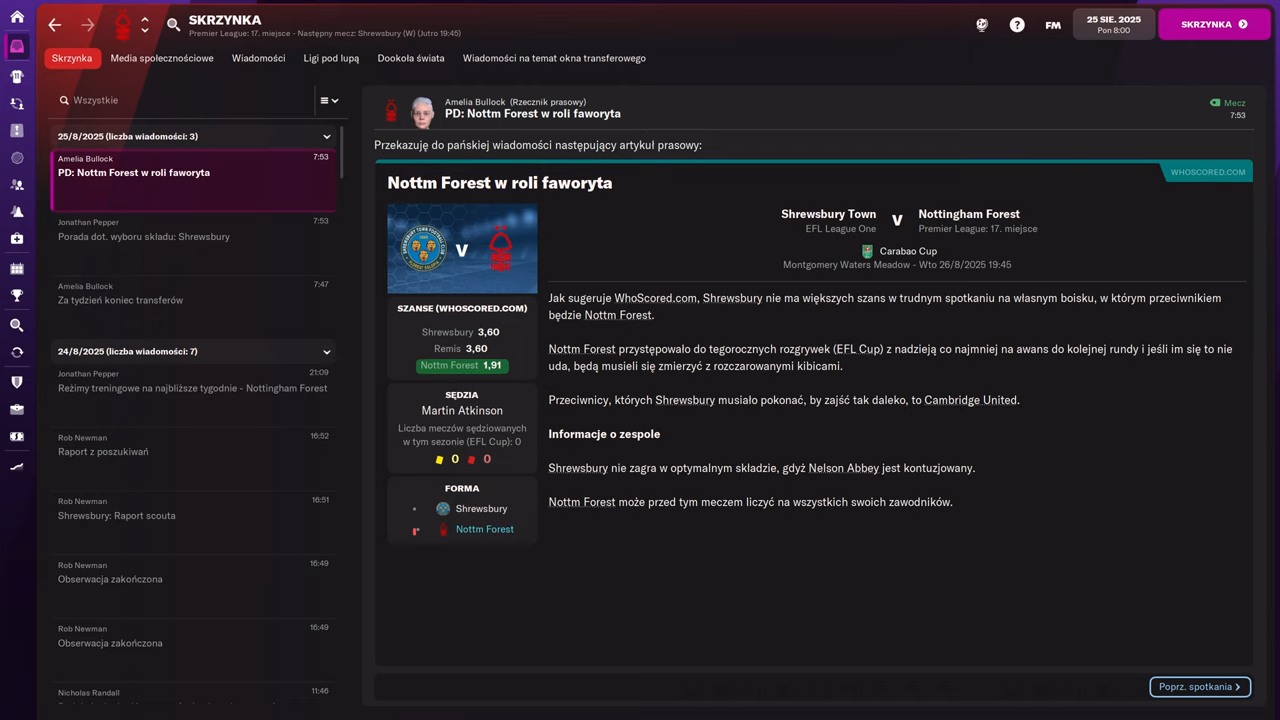 SKRZYNKA
Premier League: 17. miejsce - Następny mecz: Shrewsbury (W) (Jutro 19:45)
FM
25 SIE. 2025
Pon 8:00
SKRZYNKA
Skrzynka
Media społecznościowe
Wiadomości
Ligi pod lupą
Dookoła świata
Wiadomości na temat okna transferowego
Wszystkie
25/8/2025 (liczba wiadomości: 3)
Amelia Bullock
7:53
PD: Nottm Forest w roli faworyta
Jonathan Pepper
7:53
Porada dot. wyboru składu: Shrewsbury
Amelia Bullock
7:47
Za tydzień koniec transferów
24/8/2025 (liczba wiadomości: 7)
Jonathan Pepper
21:09
Reżimy treningowe na najbliższe tygodnie - Nottingham Forest
Rob Newman
16:52
Raport z poszukiwań
Rob Newman
16:51
Shrewsbury: Raport scouta
Rob Newman
16:49
Obserwacja zakończona
Rob Newman
16:49
Obserwacja zakończona
Nicholas Randall
11:46
Amelia Bullock (Rzecznik prasowy)
PD: Nottm Forest w roli faworyta
Mecz
7:53
Przekazuję do pańskiej wiadomości następujący artykuł prasowy:
Nottm Forest w roli faworyta
WHOSCORED.COM
V
Shrewsbury Town
V
Nottingham Forest
EFL League One
Premier League: 17. miejsce
Carabao Cup
Montgomery Waters Meadow - Wto 26/8/2025 19:45
SZANSE (WHOSCORED.COM)
Shrewsbury 3,60
Remis 3,60
Nottm Forest 1,91
SĘDZIA
Martin Atkinson
Liczba meczów sędziowanych
w tym sezonie (EFL Cup): 0
0
0
FORMA
Shrewsbury
Nottm Forest
Jak sugeruje WhoScored.com, Shrewsbury nie ma większych szans w trudnym spotkaniu na własnym boisku, w którym przeciwnikiem
będzie Nottm Forest.
Nottm Forest przystępowało do tegorocznych rozgrywek (EFL Cup) z nadzieją co najmniej na awans do kolejnej rundy i jeśli im się to nie
uda, będą musieli się zmierzyć z rozczarowanymi kibicami.
Przeciwnicy, których Shrewsbury musiało pokonać, by zajść tak daleko, to Cambridge United.
Informacje o zespole
Shrewsbury nie zagra w optymalnym składzie, gdyż Nelson Abbey jest kontuzjowany.
Nottm Forest może przed tym meczem liczyć na wszystkich swoich zawodników.
Poprz. spotkania